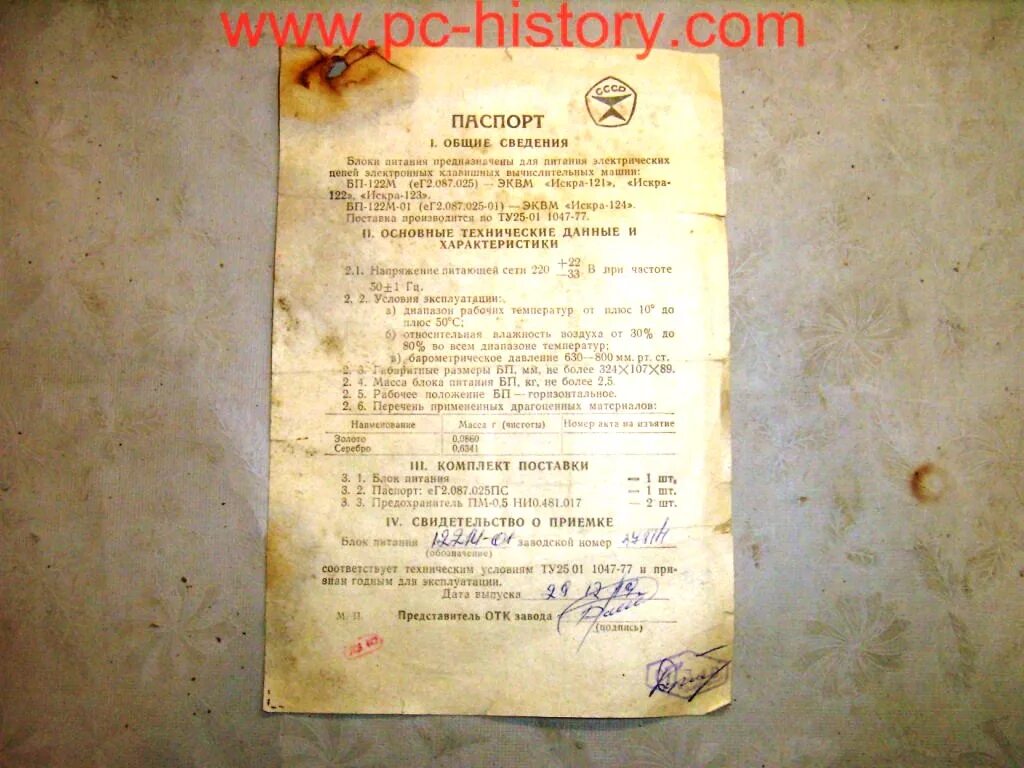 www.pc-history.com
СССР
ПАСПОРТ
I. ОБЩИЕ СВЕДЕНИЯ
Блоки питания предназначены для питания электрических
цепей электронных клавишных вычислительных машин:
БП-122М (еГ2.087.025) — ЭКВМ «Искра-121», «Искра-
122», «Искра-123».
БП-122М-01 (еГ2.087.025-01) — ЭКВМ «Искра-124».
Поставка производится по ТУ25-01 1047-77.
II. ОСНОВНЫЕ ТЕХНИЧЕСКИЕ ДАННЫЕ И
ХАРАКТЕРИСТИКИ
2.1. Напряжение питающей сети 220 +22 —33 В при частоте
50±1 Гц.
2. 2. Условия эксплуатации:
а) диапазон рабочих температур от плюс 10° до
плюс 50°С;
б) относительная влажность воздуха от 30% до
80% во всем диапазоне температур;
в) барометрическое давление 630—800 мм. рт. ст.
2. 3. Габаритные размеры БП, мм, не более 324×107×89.
2. 4. Масса блока питания БП, кг, не более 2,5.
2. 5. Рабочее положение БП — горизонтальное.
2. 6. Перечень примененных драгоценных материалов:
Наименование Масса г (чистоты) Номер акта на изъятие
Золото 0,0860
Серебро 0,6341
III. КОМПЛЕКТ ПОСТАВКИ
3. 1. Блок питания — 1 шт.
3. 2. Паспорт: еГ2.087.025ПС — 1 шт.
3. 3. Предохранитель ПМ-0,5 НИ0.481.017 — 2 шт.
IV. СВИДЕТЕЛЬСТВО О ПРИЕМКЕ
Блок питания 122М-01 заводской номер
(обозначение)
соответствует техническим условиям ТУ25 01 1047-77 и при-
знан годным для эксплуатации.
Дата выпуска 29 12
М. П. Представитель ОТК завода
(подпись)